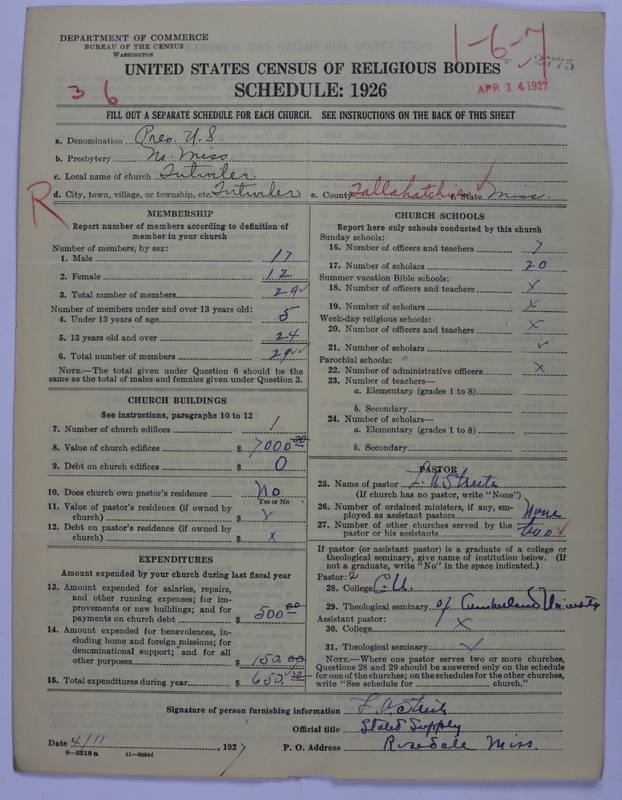 DEPARTMENT OF COMMERCE
BUREAU OF THE CENSUS
WASHINGTON
1-6-7
2775
UNITED STATES CENSUS OF RELIGIOUS BODIES
SCHEDULE: 1926
36
APR 14 1927
FILL OUT A SEPARATE SCHEDULE FOR EACH CHURCH. SEE INSTRUCTIONS ON THE BACK OF THIS SHEET
a. Denomination Pres. U.S
b. Presbytery No. Miss.
c. Local name of church Tutwiler
d. City, town, village, or township, etc. Tutwiler e. County Tallahatchie f. State Miss.
R
MEMBERSHIP
Report number of members according to definition of
member in your church
Number of members, by sex:
1. Male 17
2. Female 12
3. Total number of members 29
Number of members under and over 13 years old:
4. Under 13 years of age 5
5. 13 years old and over 24
6. Total number of members 29
NOTE.—The total given under Question 6 should be the
same as the total of males and females given under Question 3.
CHURCH BUILDINGS
See instructions, paragraphs 10 to 12
7. Number of church edifices 1
8. Value of church edifices $ 7000.00
9. Debt on church edifices $ 0
10. Does church own pastor's residence No
Yes or No
11. Value of pastor's residence (if owned by
church) $ X
12. Debt on pastor's residence (if owned by
church) $ x
EXPENDITURES
Amount expended by your church during last fiscal year
13. Amount expended for salaries, repairs,
and other running expenses; for im-
provements or new buildings; and for
payments on church debt $ 500.00
14. Amount expended for benevolences, in-
cluding home and foreign missions; for
denominational support; and for all
other purposes $ 150.00
15. Total expenditures during year $ 650.00
CHURCH SCHOOLS
Report here only schools conducted by this church
Sunday schools:
16. Number of officers and teachers 7
17. Number of scholars 20
Summer vacation Bible schools:
18. Number of officers and teachers X
19. Number of scholars X
Week-day religious schools:
20. Number of officers and teachers X
21. Number of scholars ✓
Parochial schools:
22. Number of administrative officers X
23. Number of teachers—
a. Elementary (grades 1 to 8)
b. Secondary
24. Number of scholars—
a. Elementary (grades 1 to 8)
b. Secondary
PASTOR
25. Name of pastor L. A.
(If church has no pastor, write "None")
26. Number of ordained ministers, if any, em-
ployed as assistant pastors None
27. Number of other churches served by the
pastor or his assistants two
If pastor (or assistant pastor) is a graduate of a college or
theological seminary, give name of institution below. (If
not a graduate, write "No" in the space indicated.)
Pastor: 2
28. College C. U.
29. Theological seminary of Cumberland University
Assistant pastor:
30. College X
31. Theological seminary ✓
NOTE.—Where one pastor serves two or more churches,
Questions 28 and 29 should be answered only on the schedule
for one of the churches; on the schedules for the other churches,
write "See schedule for church."
Signature of person furnishing information L. A.
Official title Stated Supply
Date 4/11, 1927 P. O. Address Rosedale Miss.
8-5518 a 11-9554d